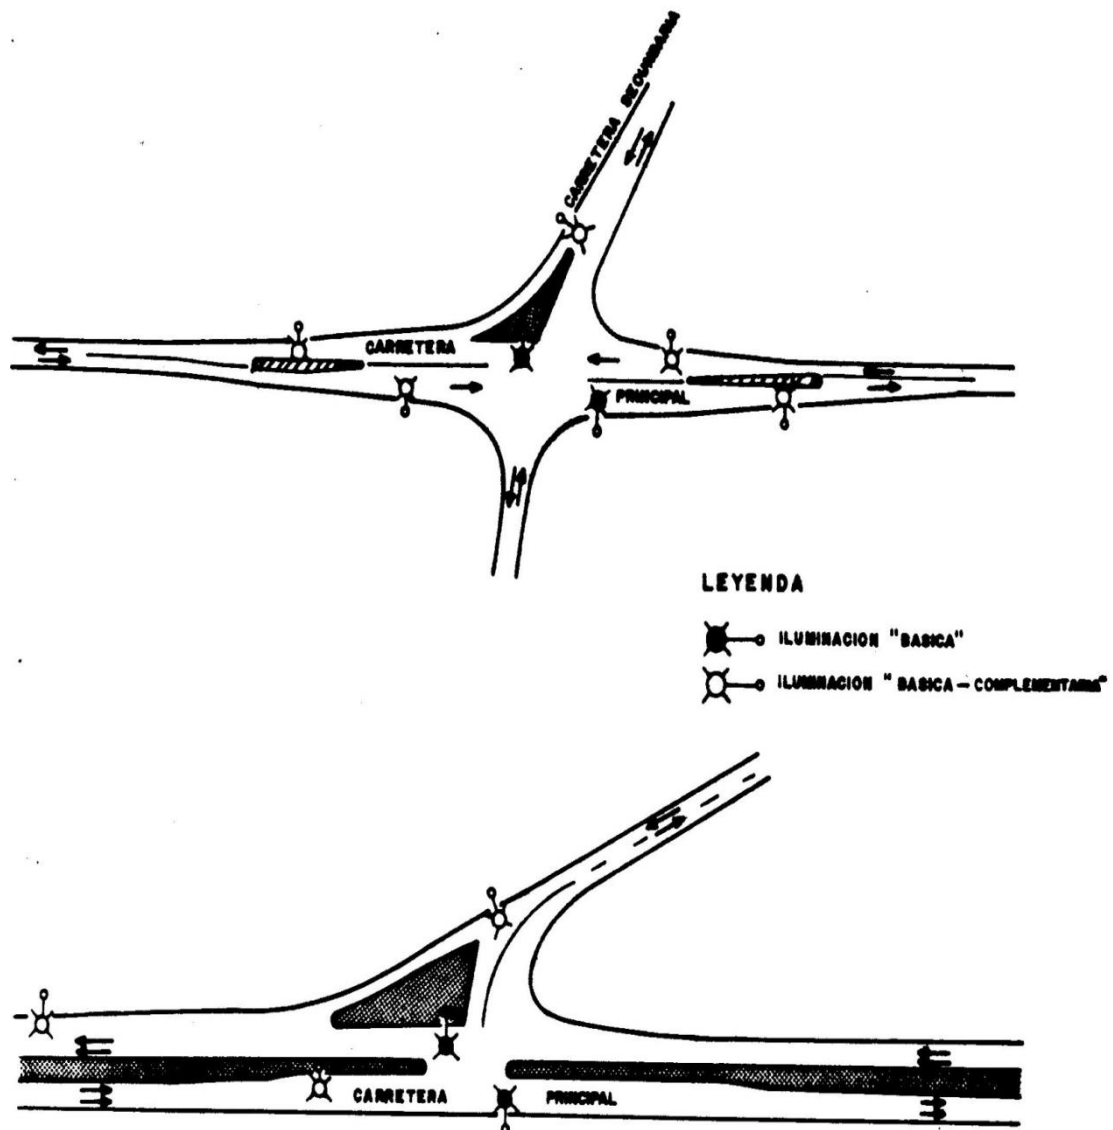 CARRETERA SECUNDARIA
CARRETERA
PRINCIPAL
LEYENDA
ILUMINACION "BASICA"
ILUMINACION "BASICA - COMPLEMENTARIA"
CARRETERA PRINCIPAL